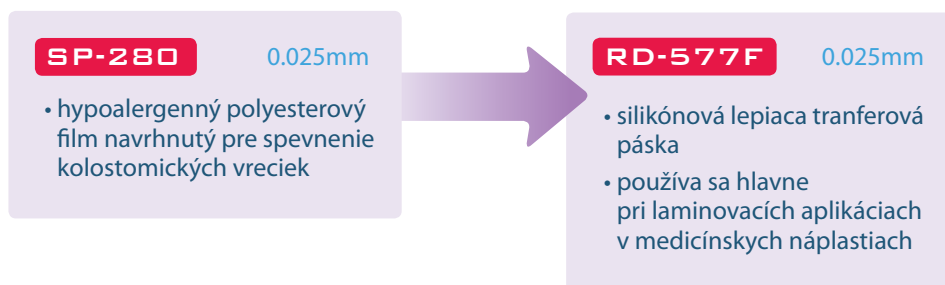 SP-280 0.025mm
• hypoalergenný polyesterový
film navrhnutý pre spevnenie
kolostomických vreciek
RD-577F 0.025mm
• silikónová lepiaca tranferová
páska
• používa sa hlavne
pri laminovacích aplikáciach
v medicínskych náplastiach